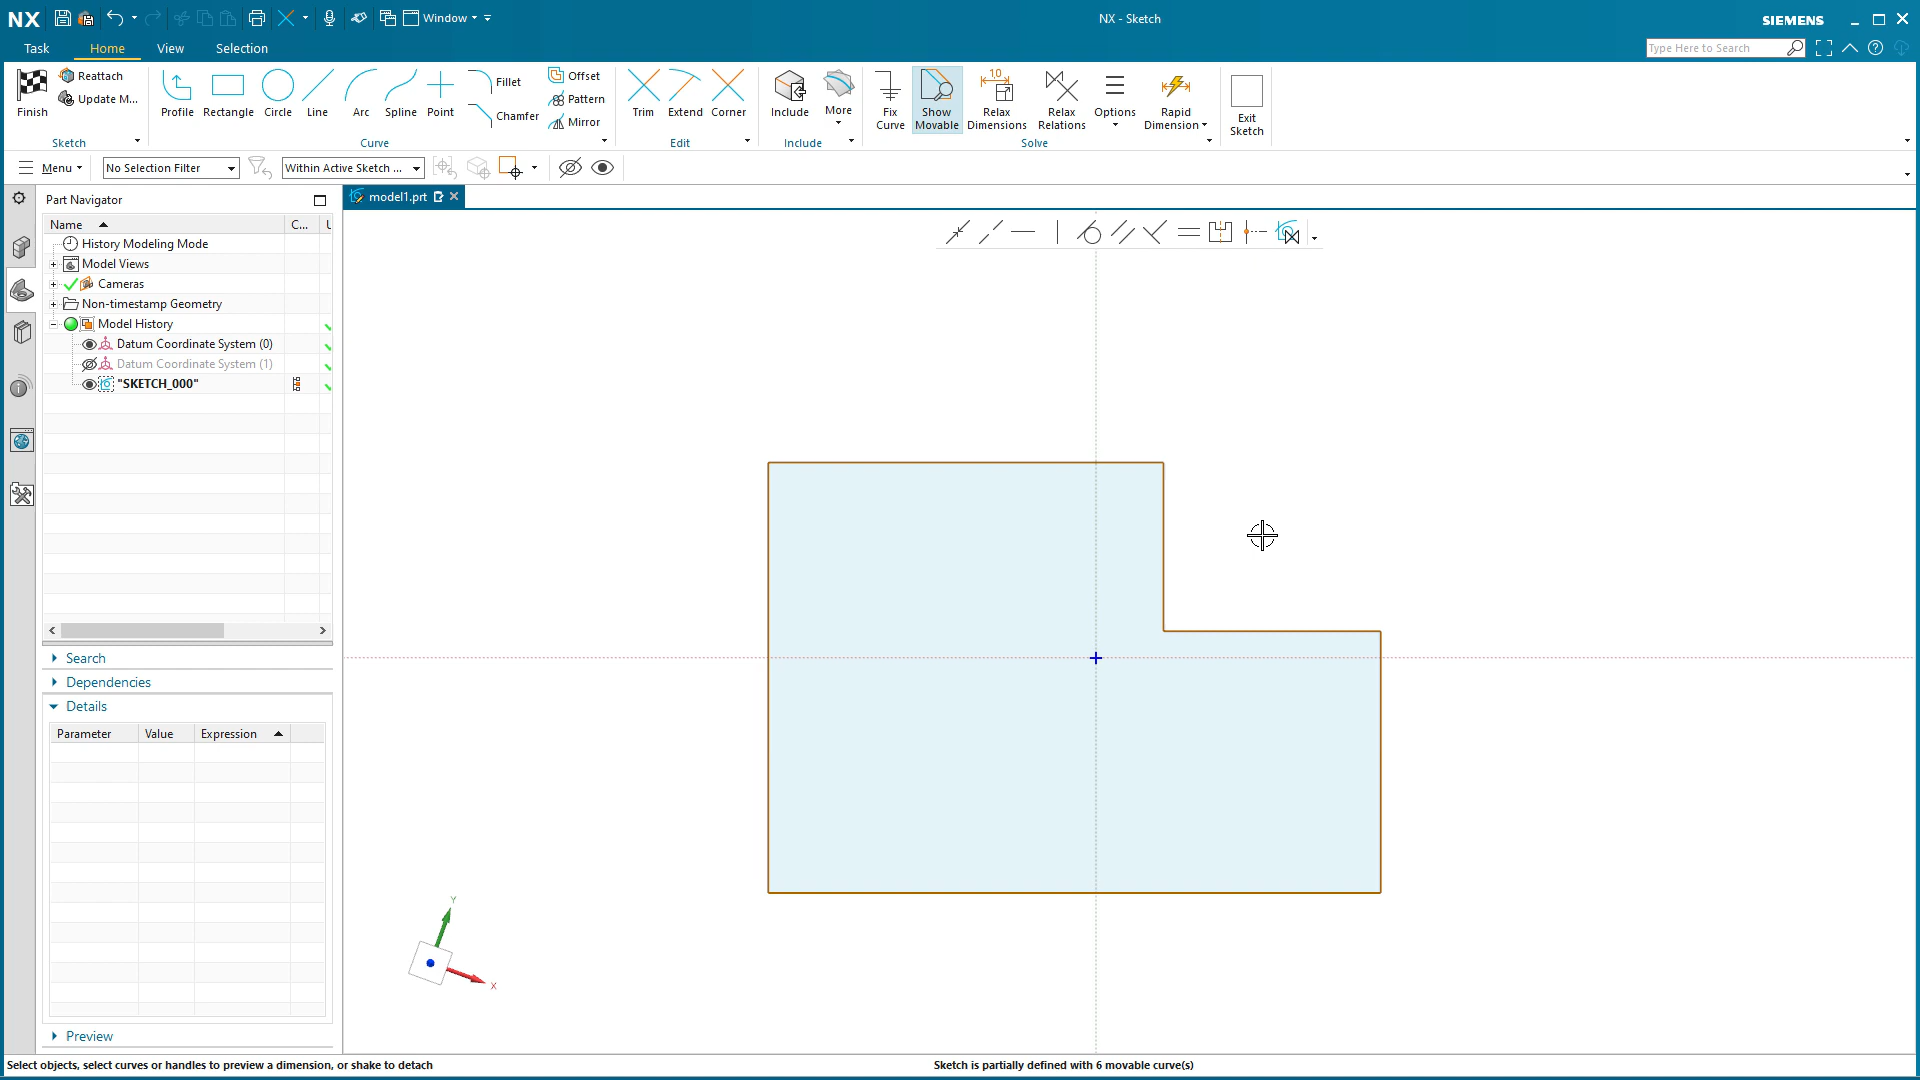 NX
Window
NX - Sketch
SIEMENS
Task
Home
View
Selection
Type Here to Search
Finish
Reattach
Update M...
Profile
Rectangle
Circle
Line
Arc
Spline
Point
Fillet
Chamfer
Offset
Pattern
Mirror
Trim
Extend
Corner
Include
More
Fix
Curve
Show
Movable
1,0
Relax
Dimensions
Relax
Relations
Options
Rapid
Dimension
Exit
Sketch
Sketch
Curve
Edit
Include
Solve
Menu
No Selection Filter
Within Active Sketch ...
Part Navigator
model1.prt
Name
C...
History Modeling Mode
Model Views
Cameras
Non-timestamp Geometry
Model History
Datum Coordinate System (0)
Datum Coordinate System (1)
"SKETCH_000"
Search
Dependencies
Details
Parameter
Value
Expression
Preview
Y
X
Select objects, select curves or handles to preview a dimension, or shake to detach
Sketch is partially defined with 6 movable curve(s)